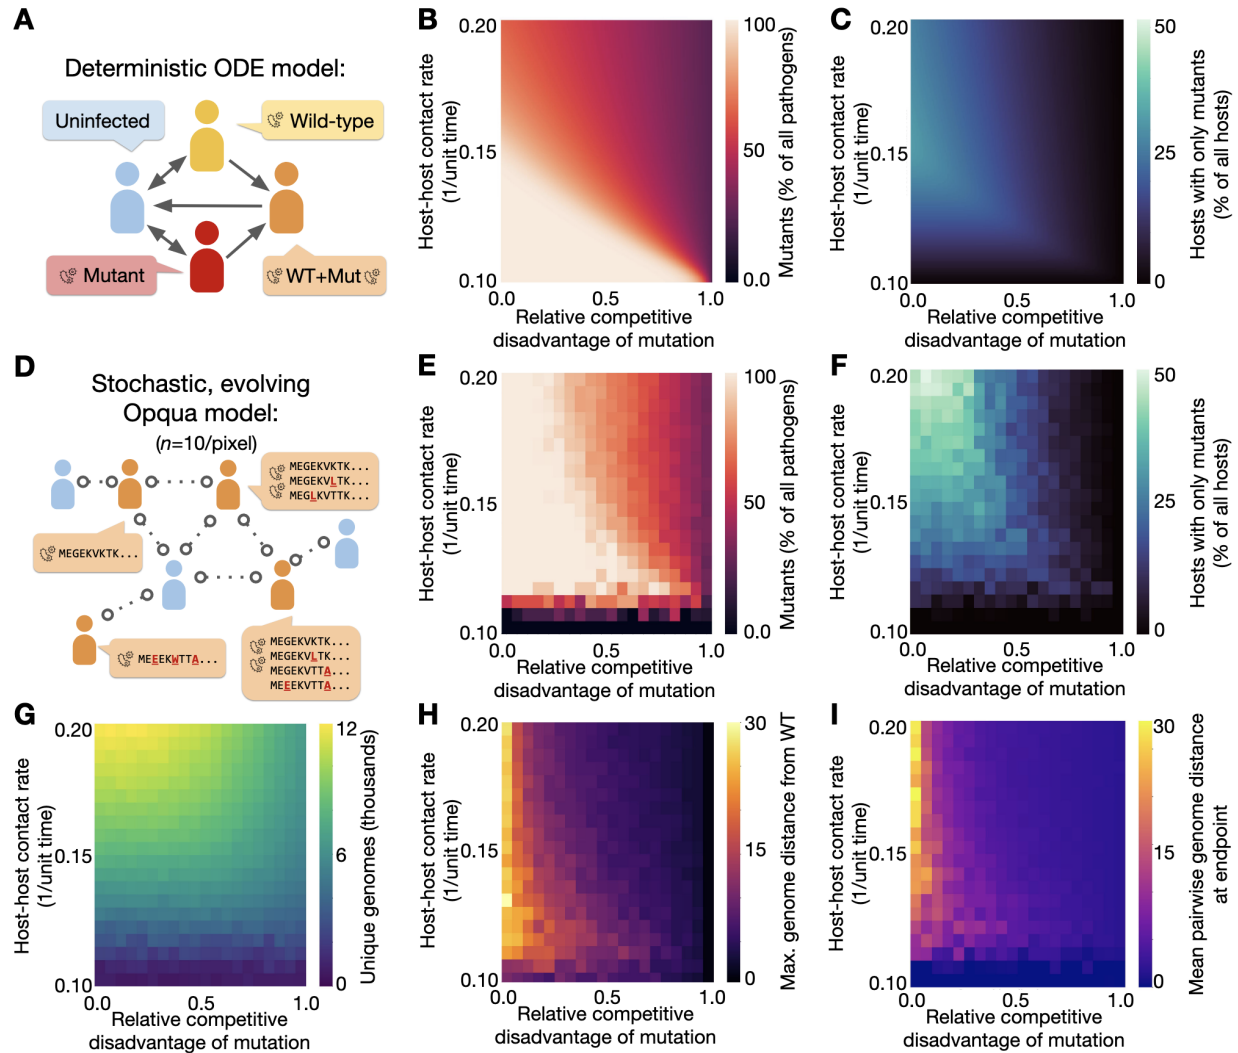 A
Deterministic ODE model:
Uninfected
Wild-type
Mutant
WT+Mut
B
Host-host contact rate
(1/unit time)
0.20
0.15
0.10
0.0
0.5
1.0
Relative competitive
disadvantage of mutation
100
50
0.0
Mutants (% of all pathogens)
C
Host-host contact rate
(1/unit time)
0.20
0.15
0.10
0.0
0.5
1.0
Relative competitive
disadvantage of mutation
50
25
0
Hosts with only mutants
(% of all hosts)
D
Stochastic, evolving
Opqua model:
(n=10/pixel)
MEGEKVKTK...
MEGEKVLTK...
MEGLKVTTK...
MEGEKVKTK...
MEEEKWTTA...
MEGEKVKTK...
MEGEKVLTK...
MEGEKVTTA...
MEEEKVTTA...
E
Host-host contact rate
(1/unit time)
0.20
0.15
0.10
0.0
0.5
1.0
Relative competitive
disadvantage of mutation
100
50
0.0
Mutants (% of all pathogens)
F
Host-host contact rate
(1/unit time)
0.20
0.15
0.10
0.0
0.5
1.0
Relative competitive
disadvantage of mutation
50
25
0
Hosts with only mutants
(% of all hosts)
G
Host-host contact rate
(1/unit time)
0.20
0.15
0.10
0.0
0.5
1.0
Relative competitive
disadvantage of mutation
12
6
0
Unique genomes (thousands)
H
Host-host contact rate
(1/unit time)
0.20
0.15
0.10
0.0
0.5
1.0
Relative competitive
disadvantage of mutation
30
15
0
Max. genome distance from WT
I
Host-host contact rate
(1/unit time)
0.20
0.15
0.10
0.0
0.5
1.0
Relative competitive
disadvantage of mutation
30
15
0
Mean pairwise genome distance
at endpoint